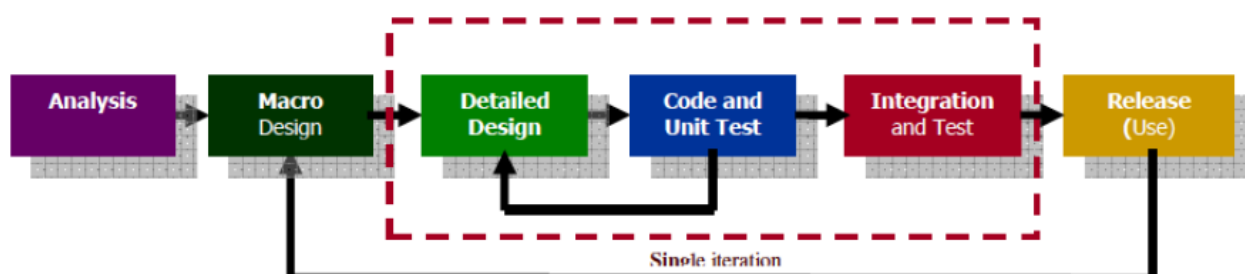 Analysis
Macro
Design
Detailed
Design
Code and
Unit Test
Integration
and Test
Release
(Use)
Single iteration